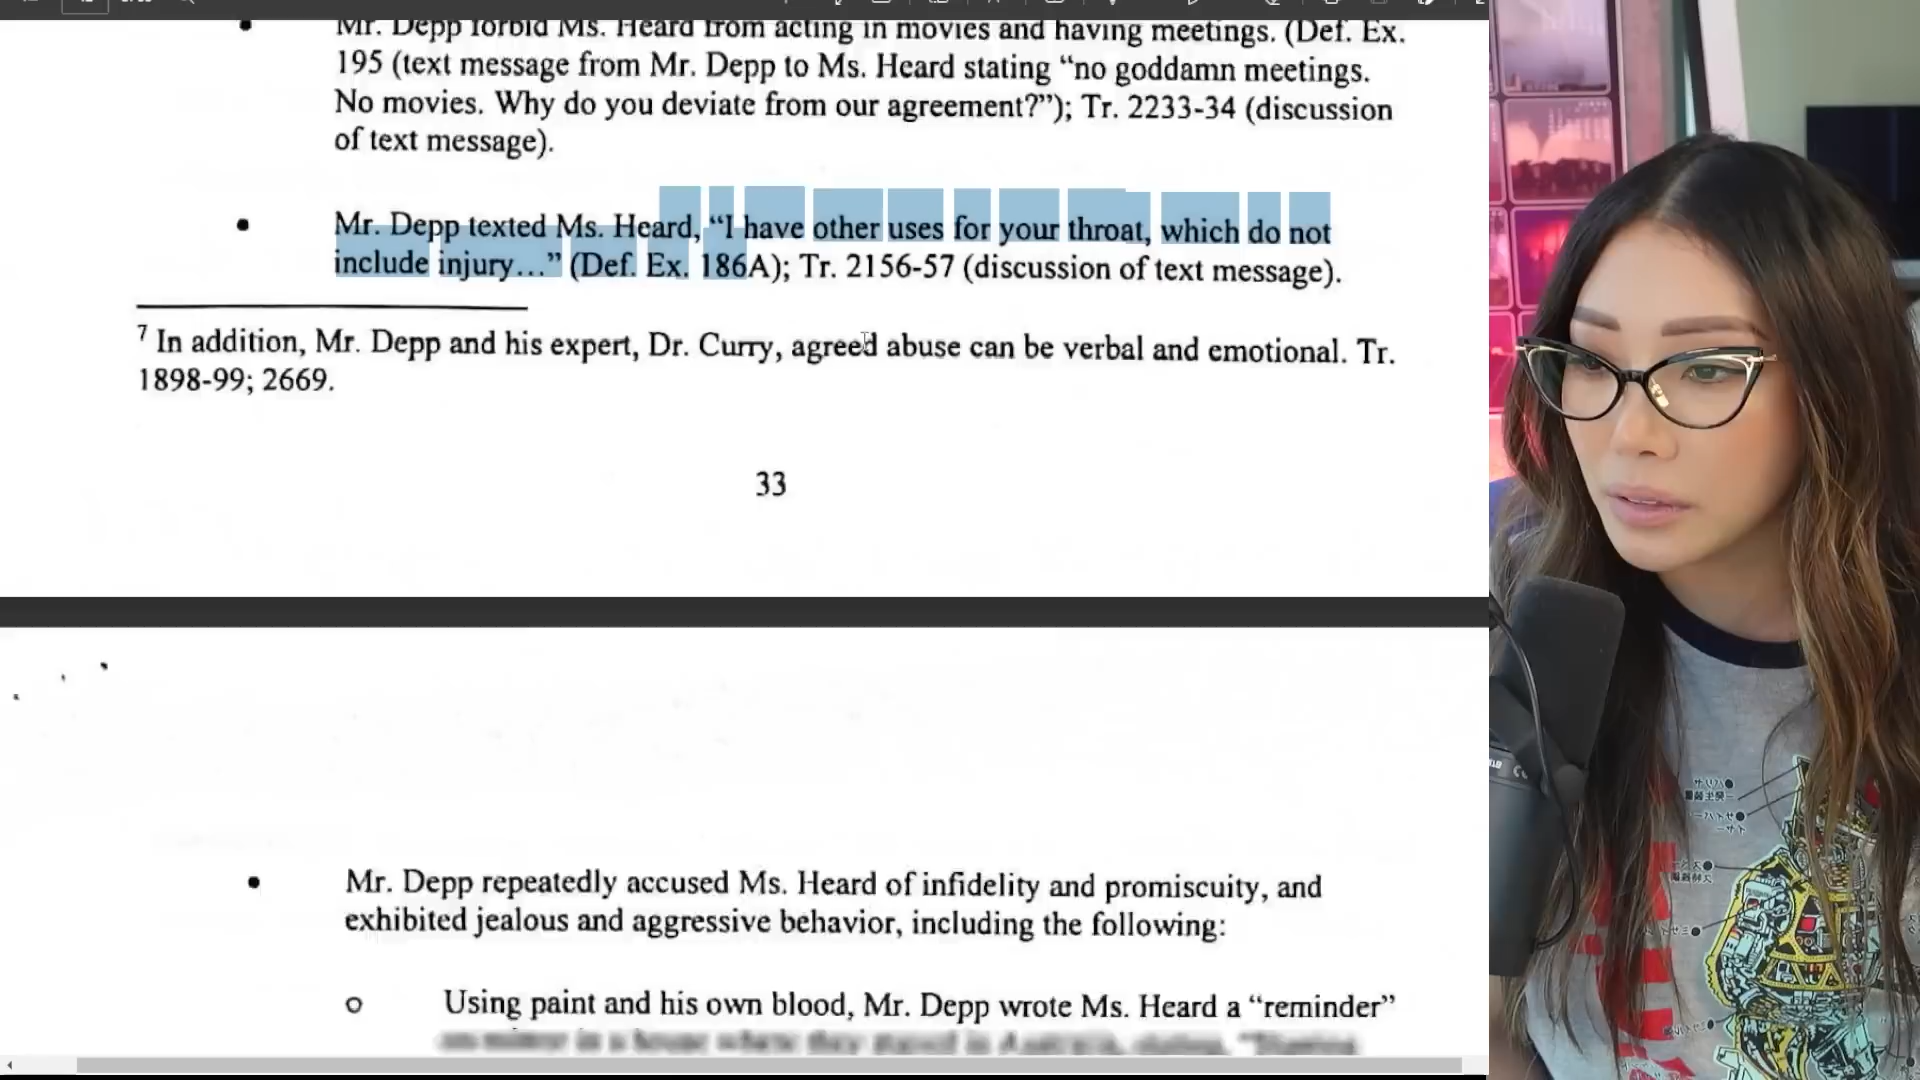 Mr. Depp forbid Ms. Heard from acting in movies and having meetings. (Def. Ex.
195 (text message from Mr. Depp to Ms. Heard stating “no goddamn meetings.
No movies. Why do you deviate from our agreement?”); Tr. 2233-34 (discussion
of text message).
• Mr. Depp texted Ms. Heard, “I have other uses for your throat, which do not
include injury…” (Def. Ex. 186A); Tr. 2156-57 (discussion of text message).
7 In addition, Mr. Depp and his expert, Dr. Curry, agreed abuse can be verbal and emotional. Tr.
1898-99; 2669.
33
• Mr. Depp repeatedly accused Ms. Heard of infidelity and promiscuity, and
exhibited jealous and aggressive behavior, including the following:
o Using paint and his own blood, Mr. Depp wrote Ms. Heard a “reminder”